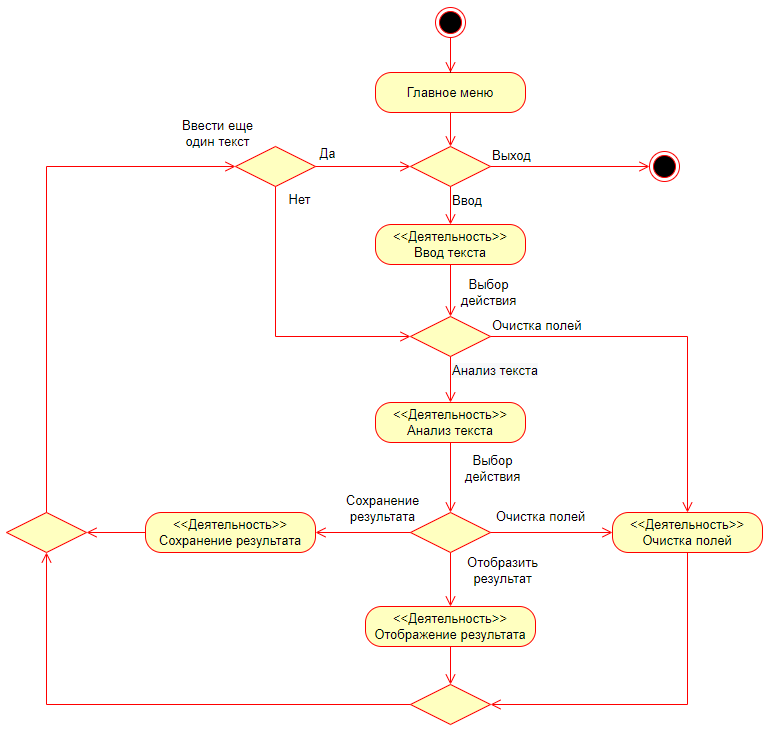 Главное меню
Ввести еще
один текст
Да
Выход
Нет
Ввод
<<Деятельность>>
Ввод текста
Выбор
действия
Очистка полей
Анализ текста
<<Деятельность>>
Анализ текста
Выбор
действия
Сохранение
результата
Очистка полей
<<Деятельность>>
Сохранение результата
<<Деятельность>>
Очистка полей
Отобразить
результат
<<Деятельность>>
Отображение результата